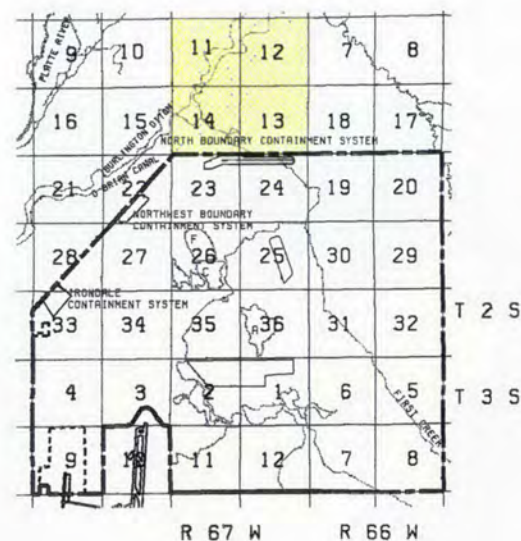 9 10 11 12 7 8
PLATTE RIVER
16 15 14 13 18 17
BURLINGTON DITCH
O'BRIAN CANAL
NORTH BOUNDARY CONTAINMENT SYSTEM
21 22 23 24 19 20
NORTHWEST BOUNDARY
CONTAINMENT SYSTEM
F
28 27 26 25 30 29
C
IRONDALE
CONTAINMENT SYSTEM
33 34 35 36 31 32
A
T 2 S
4 3 2 1 6 5
T 3 S
FIRST CREEK
9 10 11 12 7 8
R 67 W R 66 W